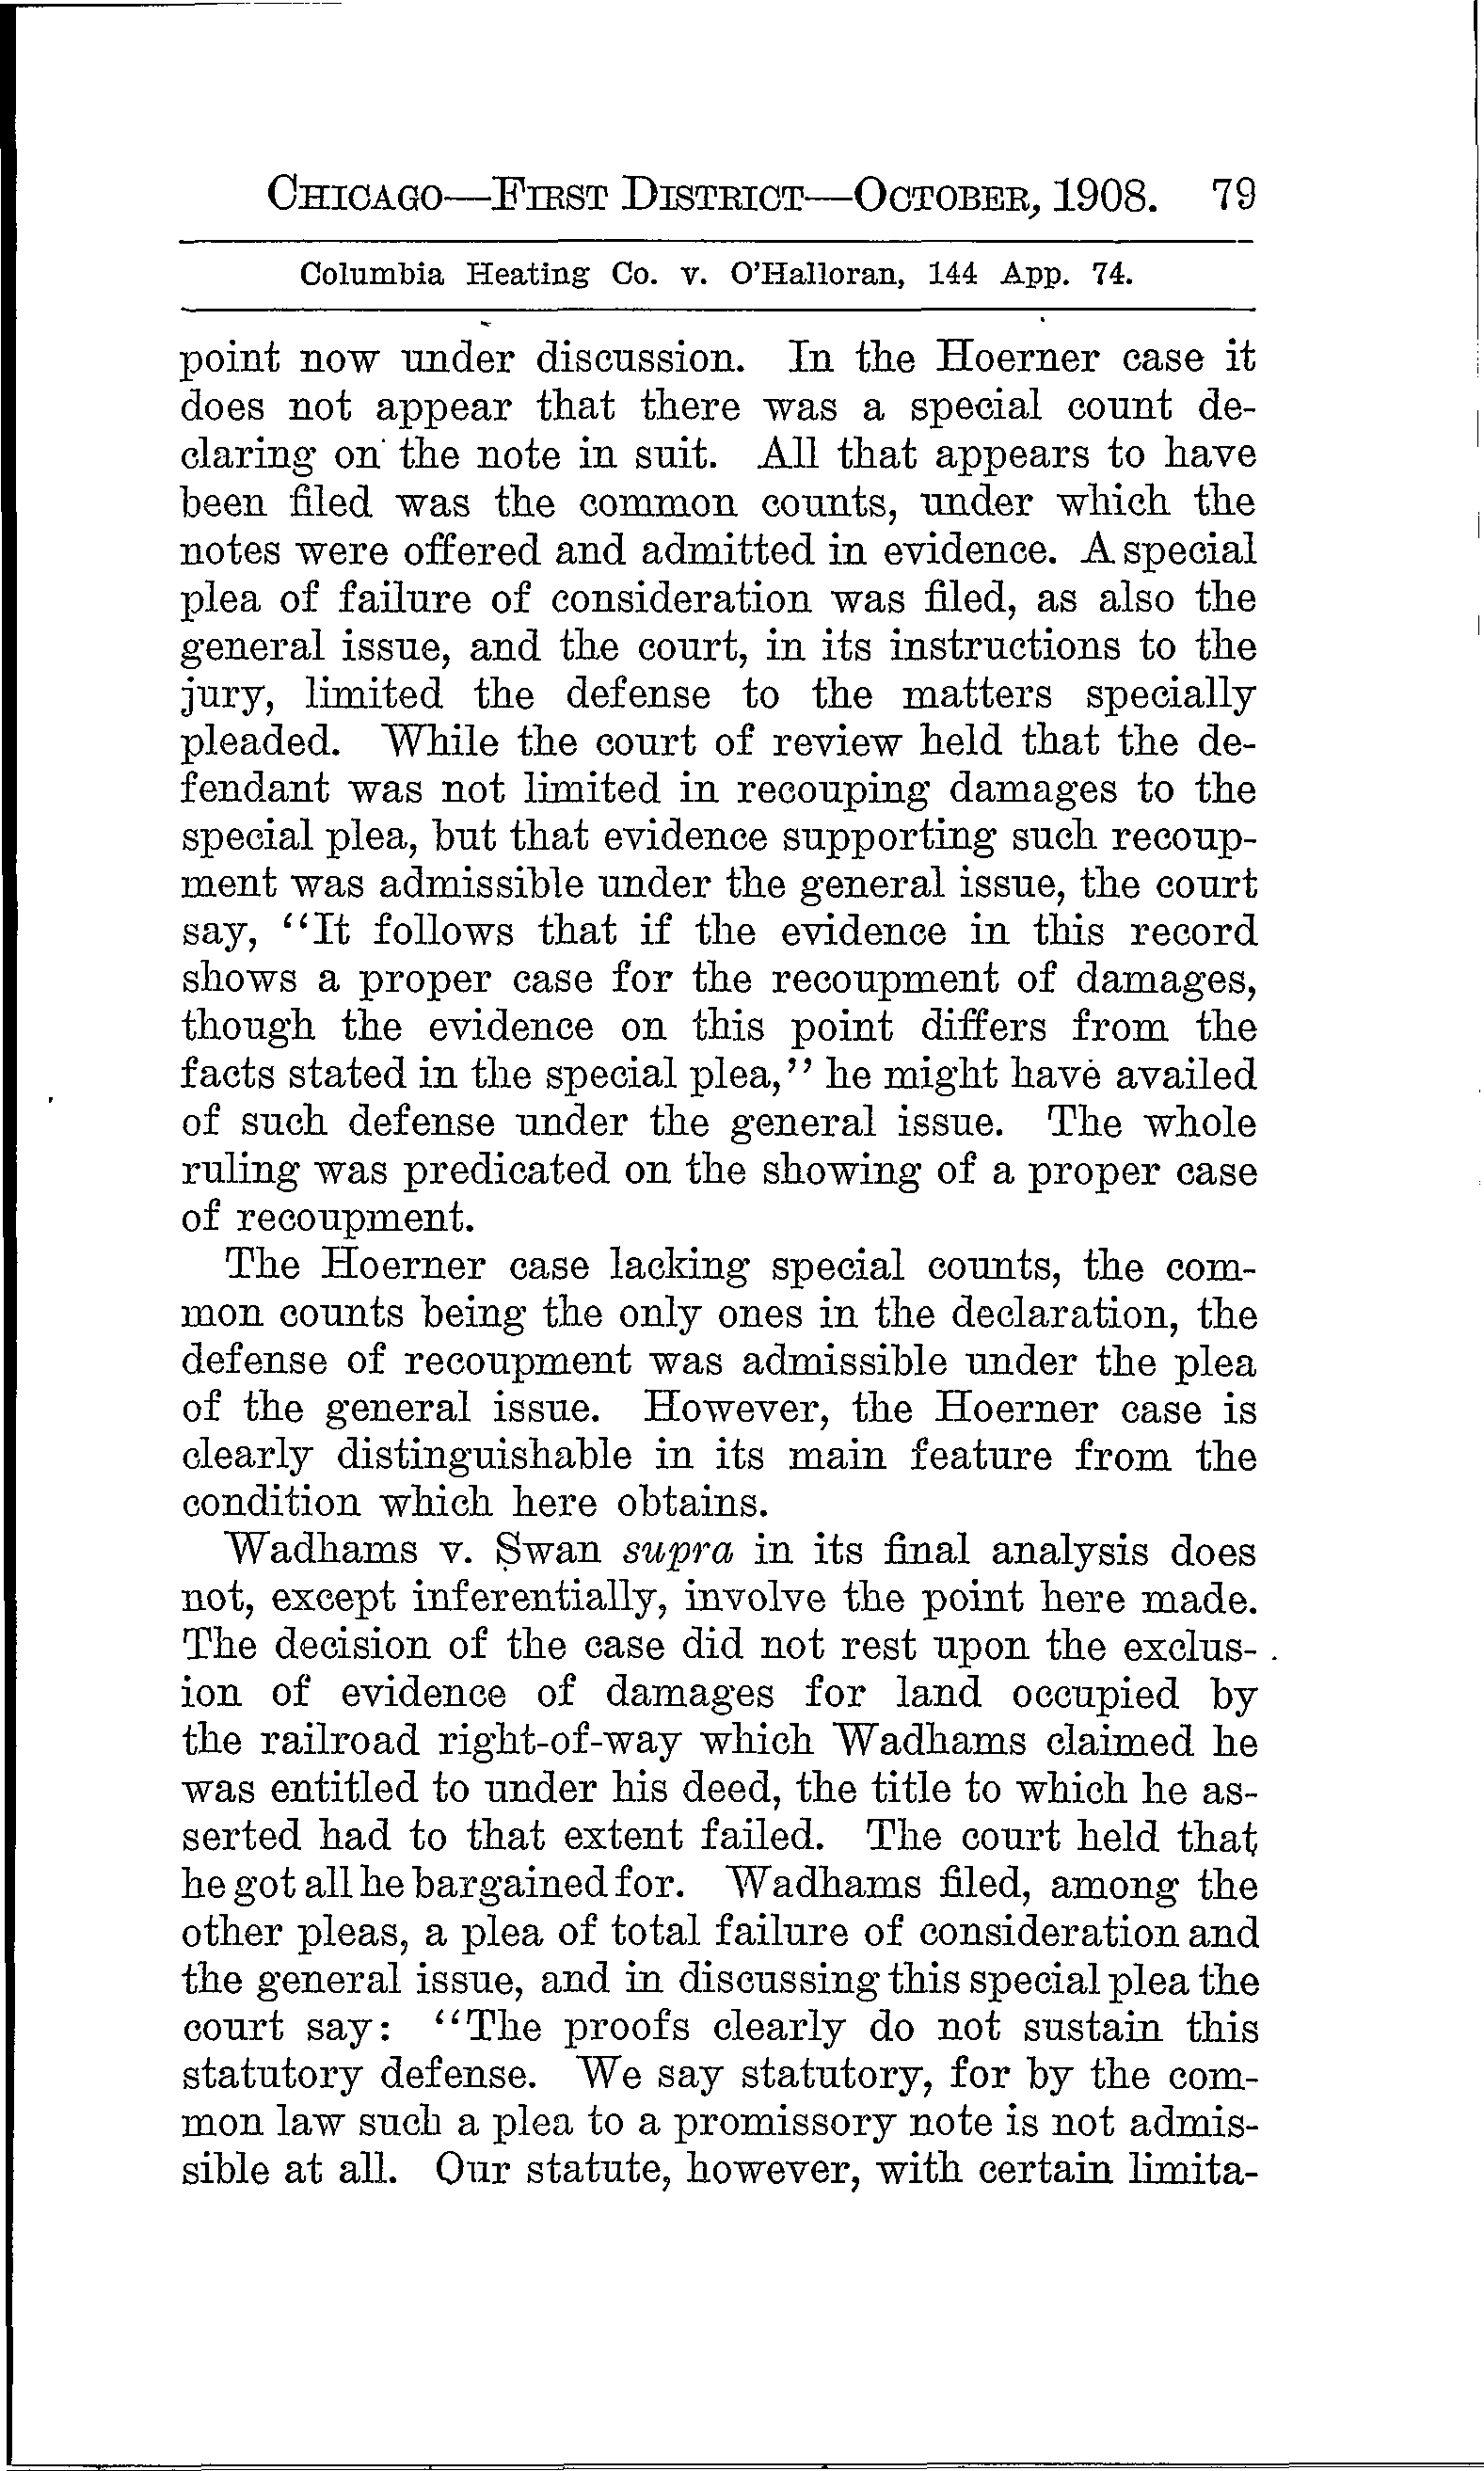 CHICAGO—FIRST DISTRICT—OCTOBER, 1908. 79
Columbia Heating Co. v. O'Halloran, 144 App. 74.
point now under discussion. In the Hoerner case it
does not appear that there was a special count de-
claring on the note in suit. All that appears to have
been filed was the common counts, under which the
notes were offered and admitted in evidence. A special
plea of failure of consideration was filed, as also the
general issue, and the court, in its instructions to the
jury, limited the defense to the matters specially
pleaded. While the court of review held that the de-
fendant was not limited in recouping damages to the
special plea, but that evidence supporting such recoup-
ment was admissible under the general issue, the court
say, "It follows that if the evidence in this record
shows a proper case for the recoupment of damages,
though the evidence on this point differs from the
facts stated in the special plea," he might have availed
of such defense under the general issue. The whole
ruling was predicated on the showing of a proper case
of recoupment.
The Hoerner case lacking special counts, the com-
mon counts being the only ones in the declaration, the
defense of recoupment was admissible under the plea
of the general issue. However, the Hoerner case is
clearly distinguishable in its main feature from the
condition which here obtains.
Wadhams v. Swan supra in its final analysis does
not, except inferentially, involve the point here made.
The decision of the case did not rest upon the exclus-
ion of evidence of damages for land occupied by
the railroad right-of-way which Wadhams claimed he
was entitled to under his deed, the title to which he as-
serted had to that extent failed. The court held that
he got all he bargained for. Wadhams filed, among the
other pleas, a plea of total failure of consideration and
the general issue, and in discussing this special plea the
court say: "The proofs clearly do not sustain this
statutory defense. We say statutory, for by the com-
mon law such a plea to a promissory note is not admis-
sible at all. Our statute, however, with certain limita-